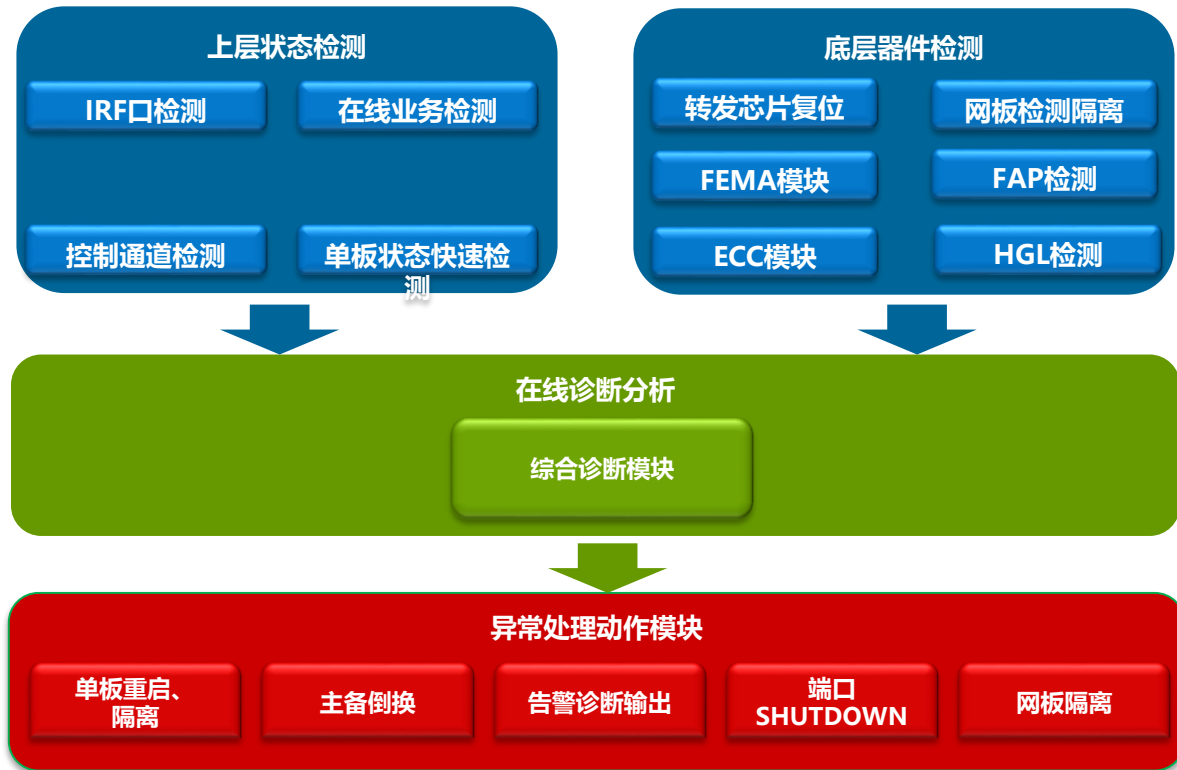 上层状态检测
IRF口检测
在线业务检测
控制通道检测
单板状态快速检
测
底层器件检测
转发芯片复位
网板检测隔离
FEMA模块
FAP检测
ECC模块
HGL检测
在线诊断分析
综合诊断模块
异常处理动作模块
单板重启、
隔离
主备倒换
告警诊断输出
端口
SHUTDOWN
网板隔离